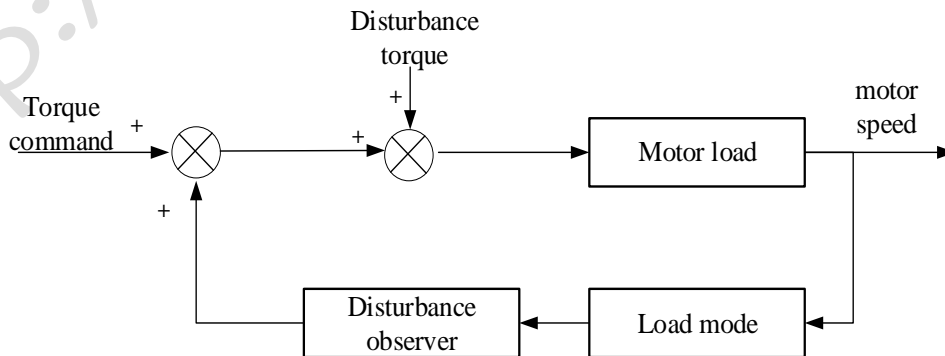 Disturbance
torque
Torque
command
+
+
+
+
motor
speed
Motor load
Disturbance
observer
Load mode
p:/